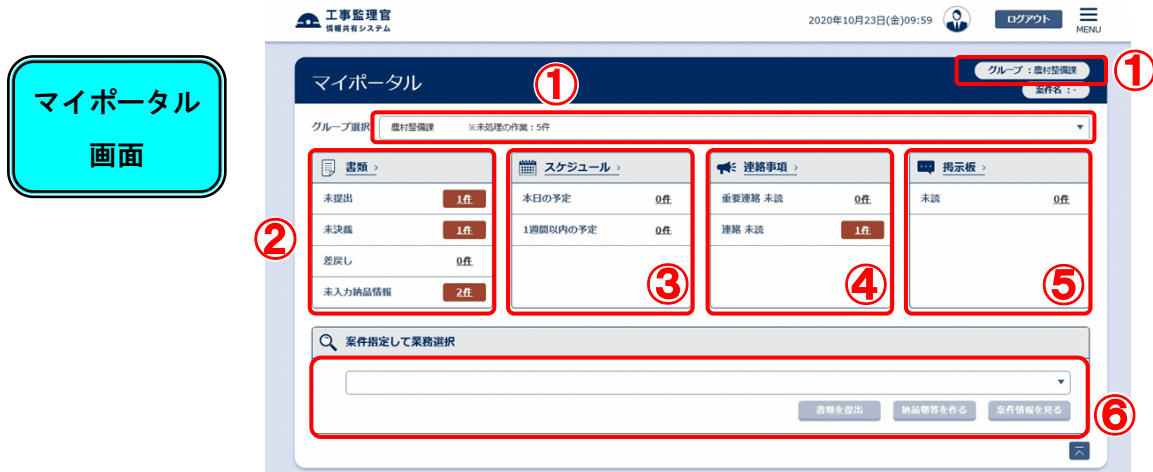 工事監理官
情報共有システム
2020年10月23日(金)09:59
ログアウト
MENU
マイポータル
画面
マイポータル
①
グループ：農村整備課
①
案件名：-
グループ選択
農村整備課 ※未処理の作業：5件
書類 ›
未提出 1件
未決裁 1件
差戻し 0件
未入力納品情報 2件
②
スケジュール ›
本日の予定 0件
1週間以内の予定 0件
③
連絡事項 ›
重要連絡 未読 0件
連絡 未読 1件
④
掲示板 ›
未読 0件
⑤
案件指定して業務選択
書類を提出
納品物等を作る
案件情報を見る
⑥